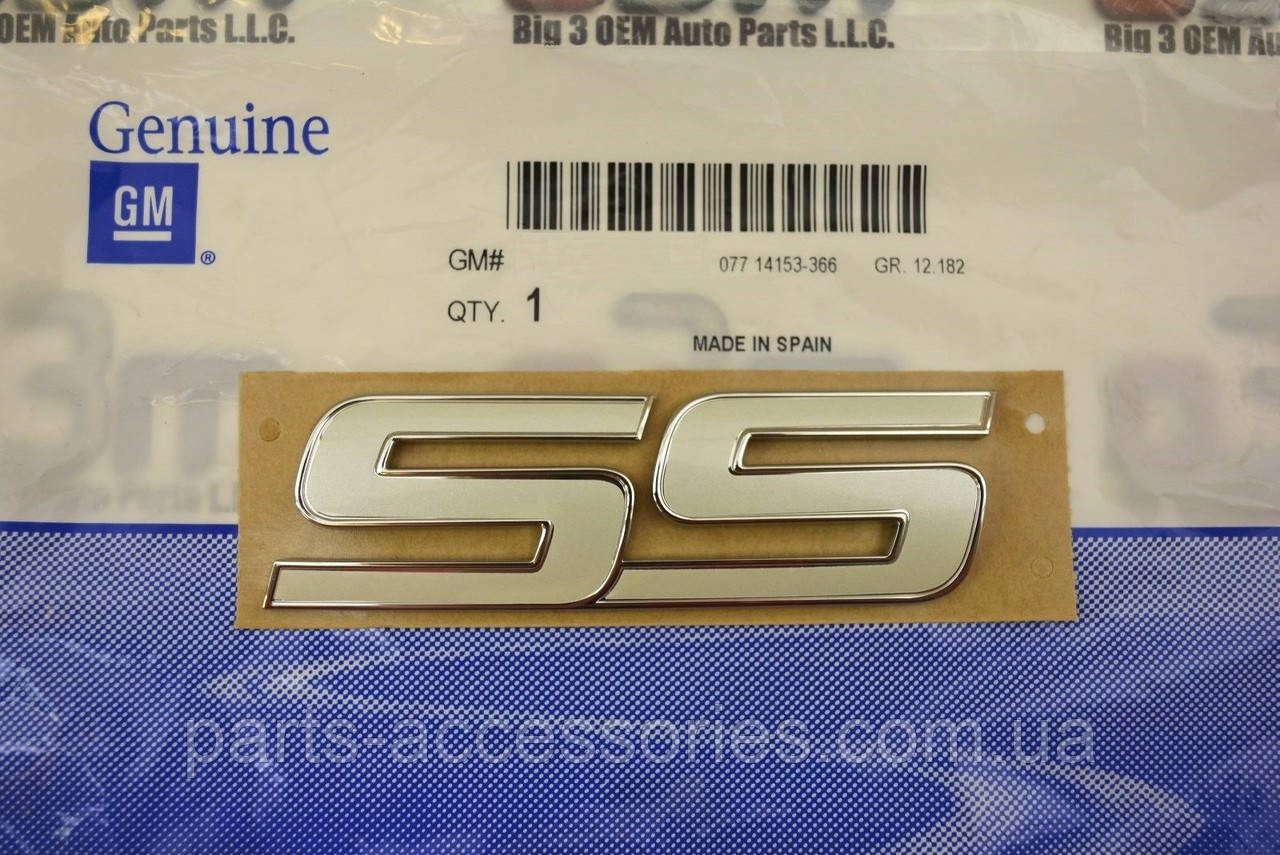 OEM Auto Parts L.L.C.
Big 3 OEM Auto Parts L.L.C.
Big 3 OEM Au
Genuine
GM
®
GM#
077 14153-366 GR. 12.182
QTY. 1
MADE IN SPAIN
SS
parts-accessories.com.ua